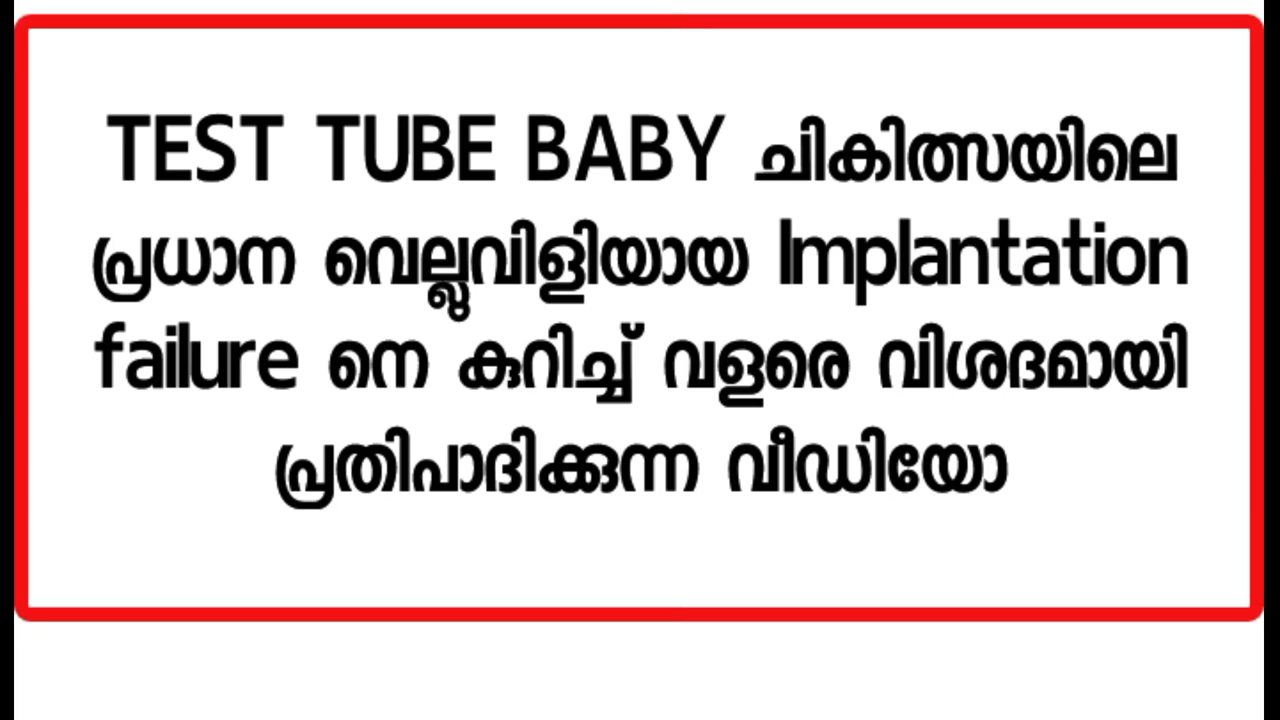 TEST TUBE BABY ചികിത്സയിലെ
പ്രധാന വെല്ലുവിളിയായ Implantation
failure നെ കുറിച്ച് വളരെ വിശദമായി
പ്രതിപാദിക്കുന്ന വീഡിയോ